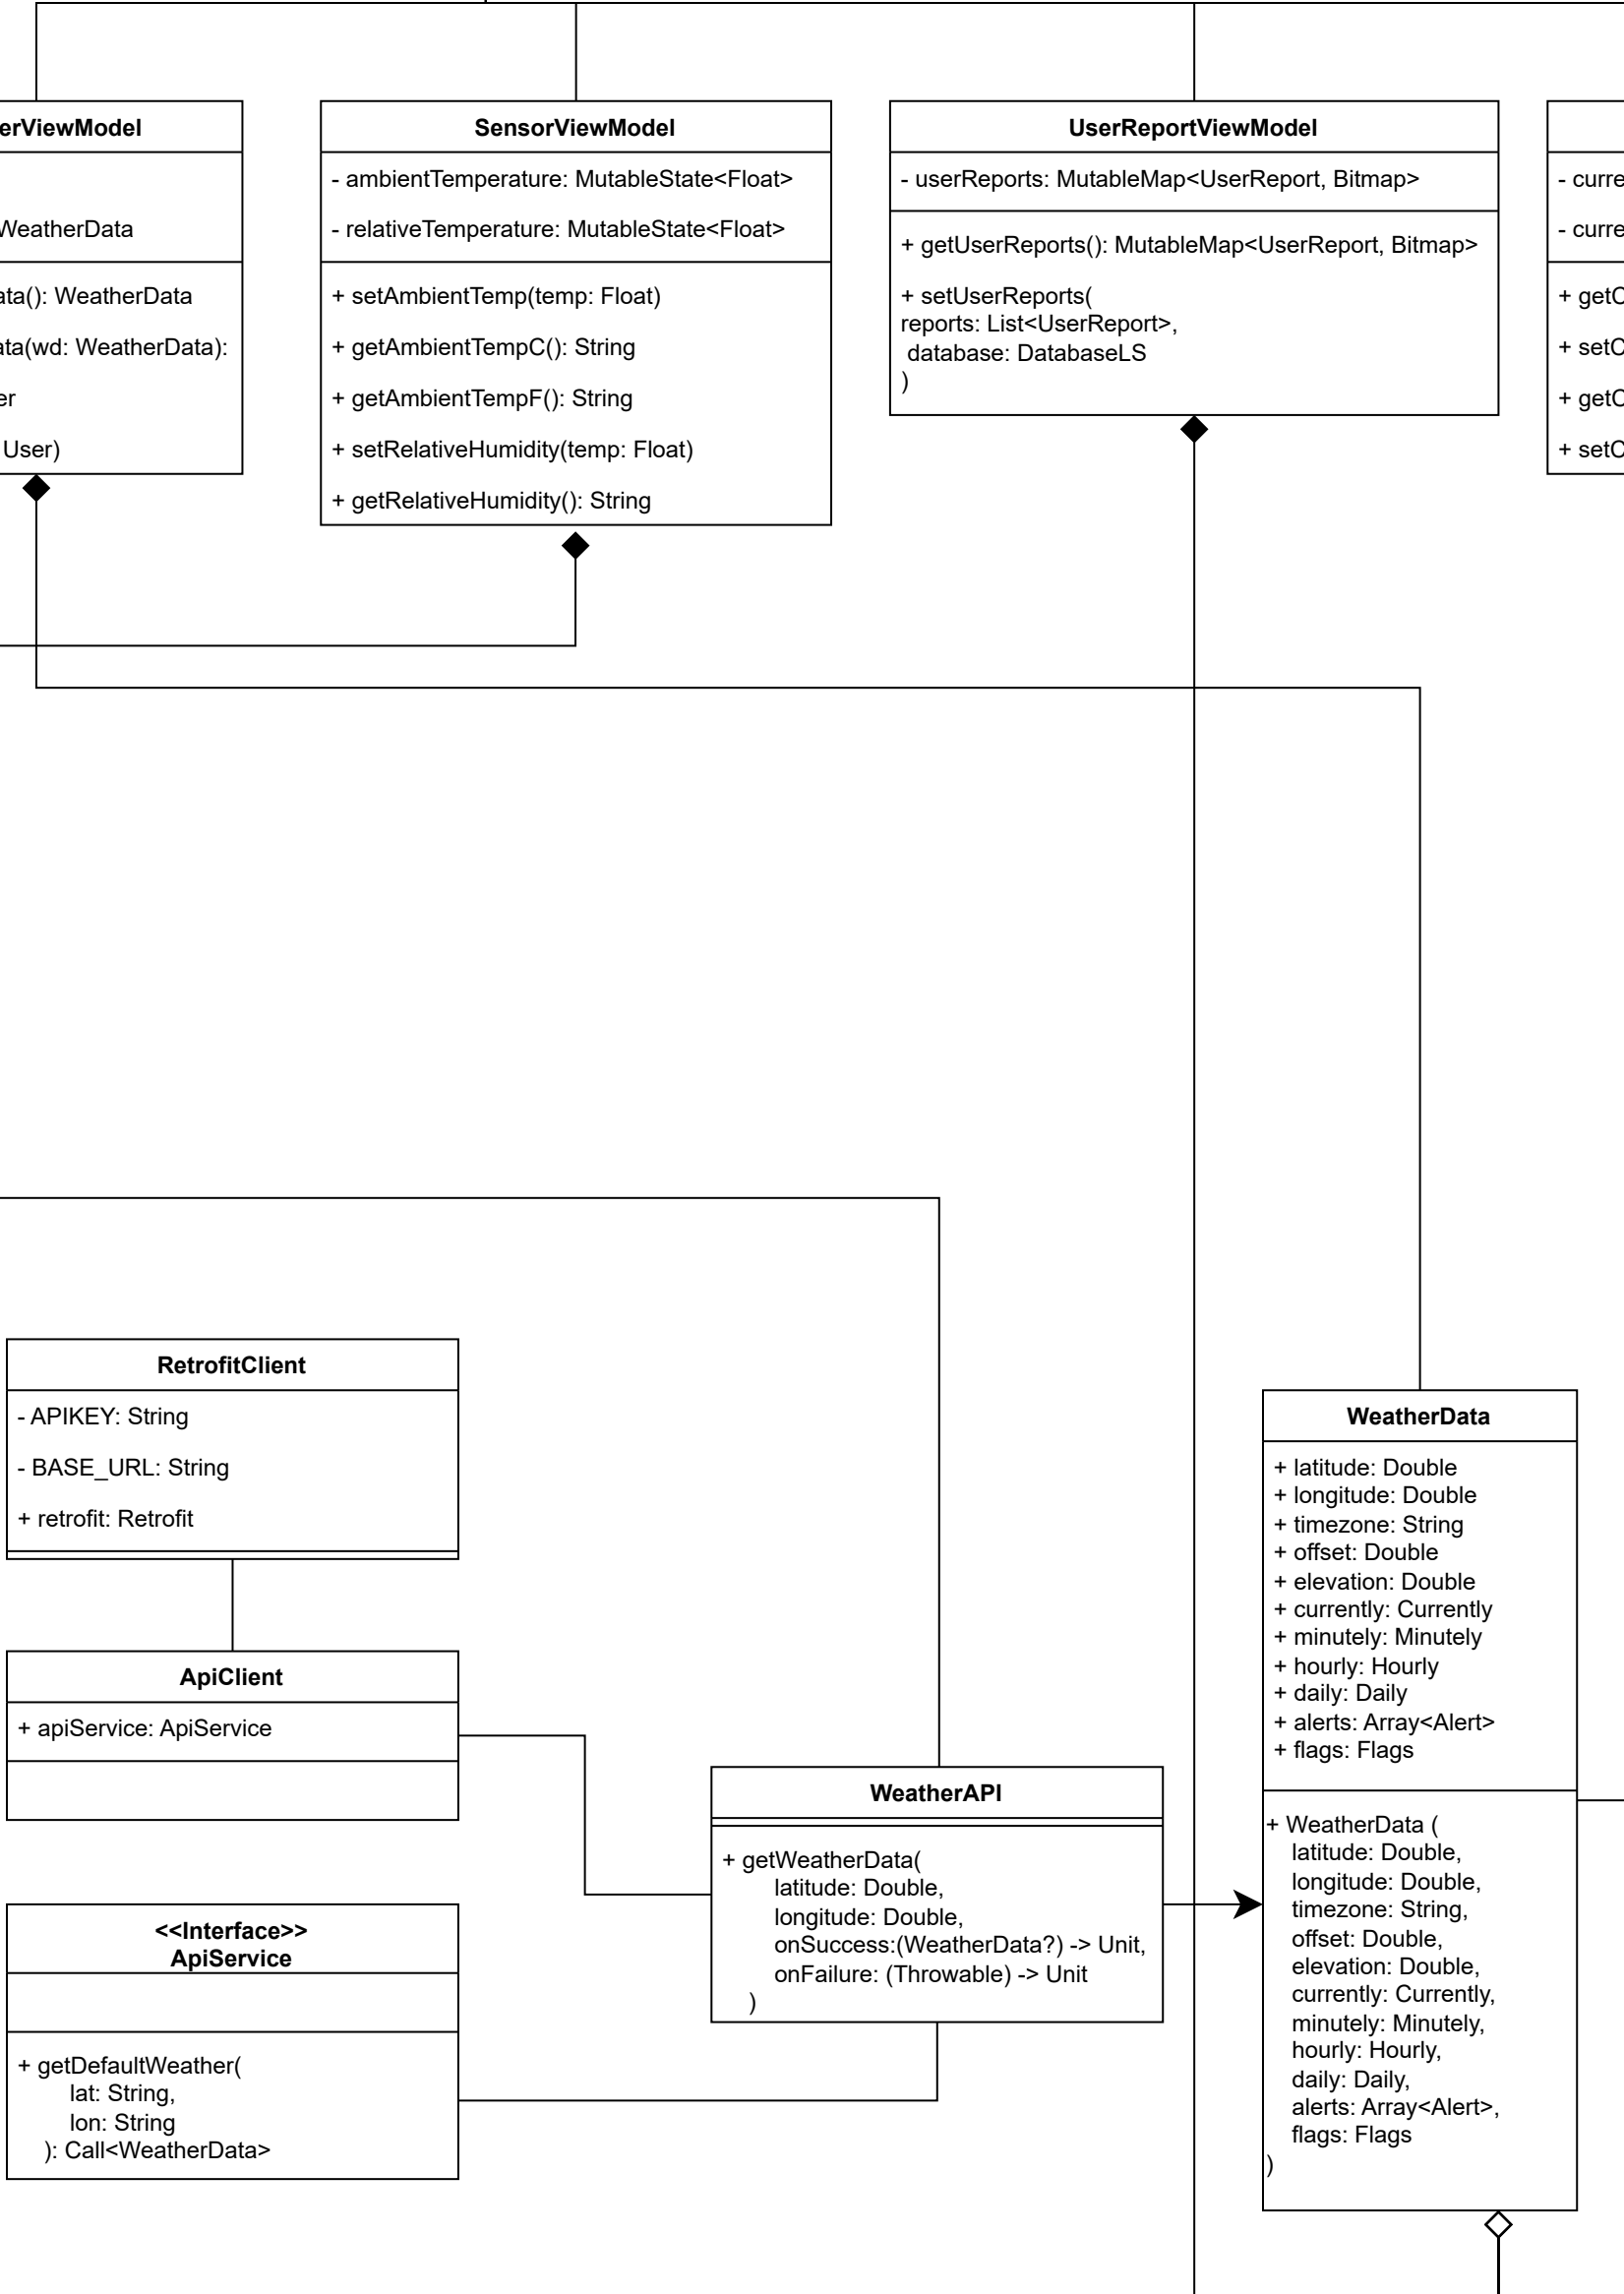 erViewModel
WeatherData
ata(): WeatherData
ata(wd: WeatherData):
er
User)
SensorViewModel
- ambientTemperature: MutableState<Float>
- relativeTemperature: MutableState<Float>
+ setAmbientTemp(temp: Float)
+ getAmbientTempC(): String
+ getAmbientTempF(): String
+ setRelativeHumidity(temp: Float)
+ getRelativeHumidity(): String
UserReportViewModel
- userReports: MutableMap<UserReport, Bitmap>
+ getUserReports(): MutableMap<UserReport, Bitmap>
+ setUserReports(
reports: List<UserReport>,
database: DatabaseLS
)
- curre
- curre
+ getC
+ setC
+ getC
+ setC
RetrofitClient
- APIKEY: String
- BASE_URL: String
+ retrofit: Retrofit
ApiClient
+ apiService: ApiService
<<Interface>>
ApiService
+ getDefaultWeather(
lat: String,
lon: String
): Call<WeatherData>
WeatherAPI
+ getWeatherData(
latitude: Double,
longitude: Double,
onSuccess:(WeatherData?) -> Unit,
onFailure: (Throwable) -> Unit
)
WeatherData
+ latitude: Double
+ longitude: Double
+ timezone: String
+ offset: Double
+ elevation: Double
+ currently: Currently
+ minutely: Minutely
+ hourly: Hourly
+ daily: Daily
+ alerts: Array<Alert>
+ flags: Flags
+ WeatherData (
latitude: Double,
longitude: Double,
timezone: String,
offset: Double,
elevation: Double,
currently: Currently,
minutely: Minutely,
hourly: Hourly,
daily: Daily,
alerts: Array<Alert>,
flags: Flags
)